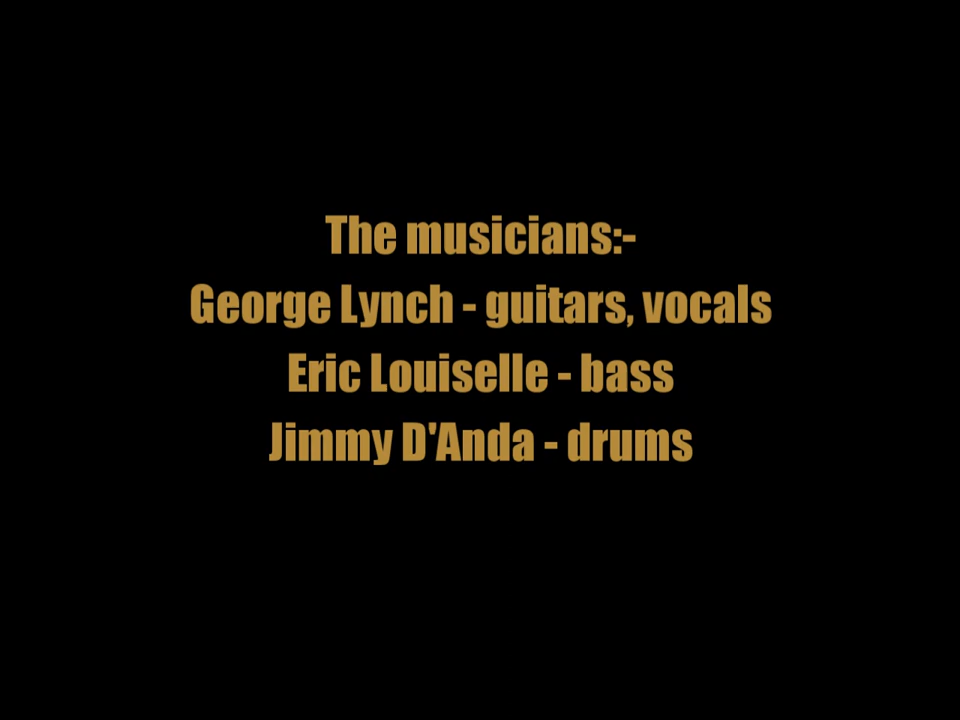 The musicians:-
George Lynch - guitars, vocals
Eric Louiselle - bass
Jimmy D'Anda - drums